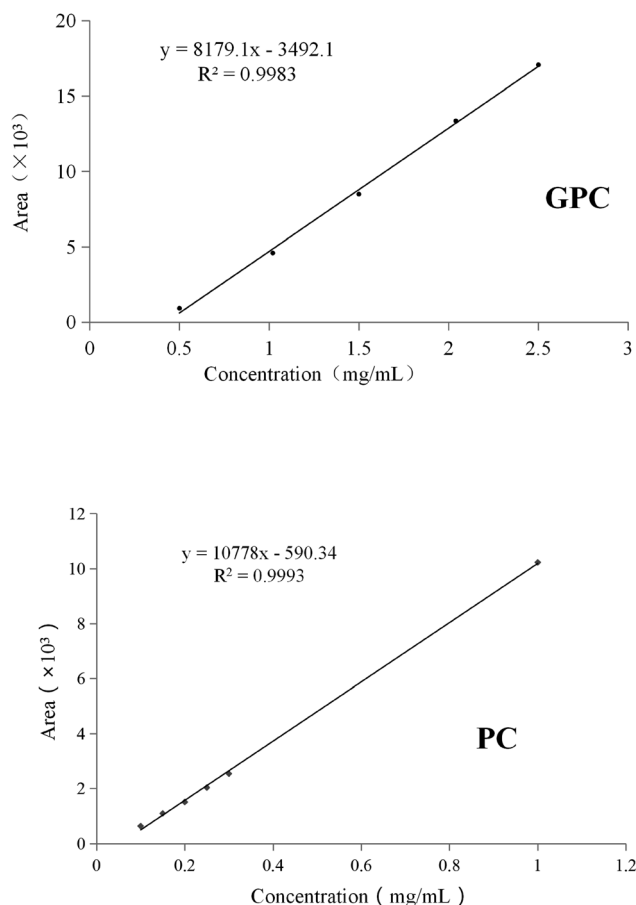 20
y = 8179.1x - 3492.1
R² = 0.9983
15
Area（×10³）
10
GPC
5
0
0 0.5 1 1.5 2 2.5 3
Concentration（mg/mL）
12
y = 10778x - 590.34
R² = 0.9993
10
8
Area ( ×10³ )
6
4
PC
2
0
0 0.2 0.4 0.6 0.8 1 1.2
Concentration ( mg/mL )